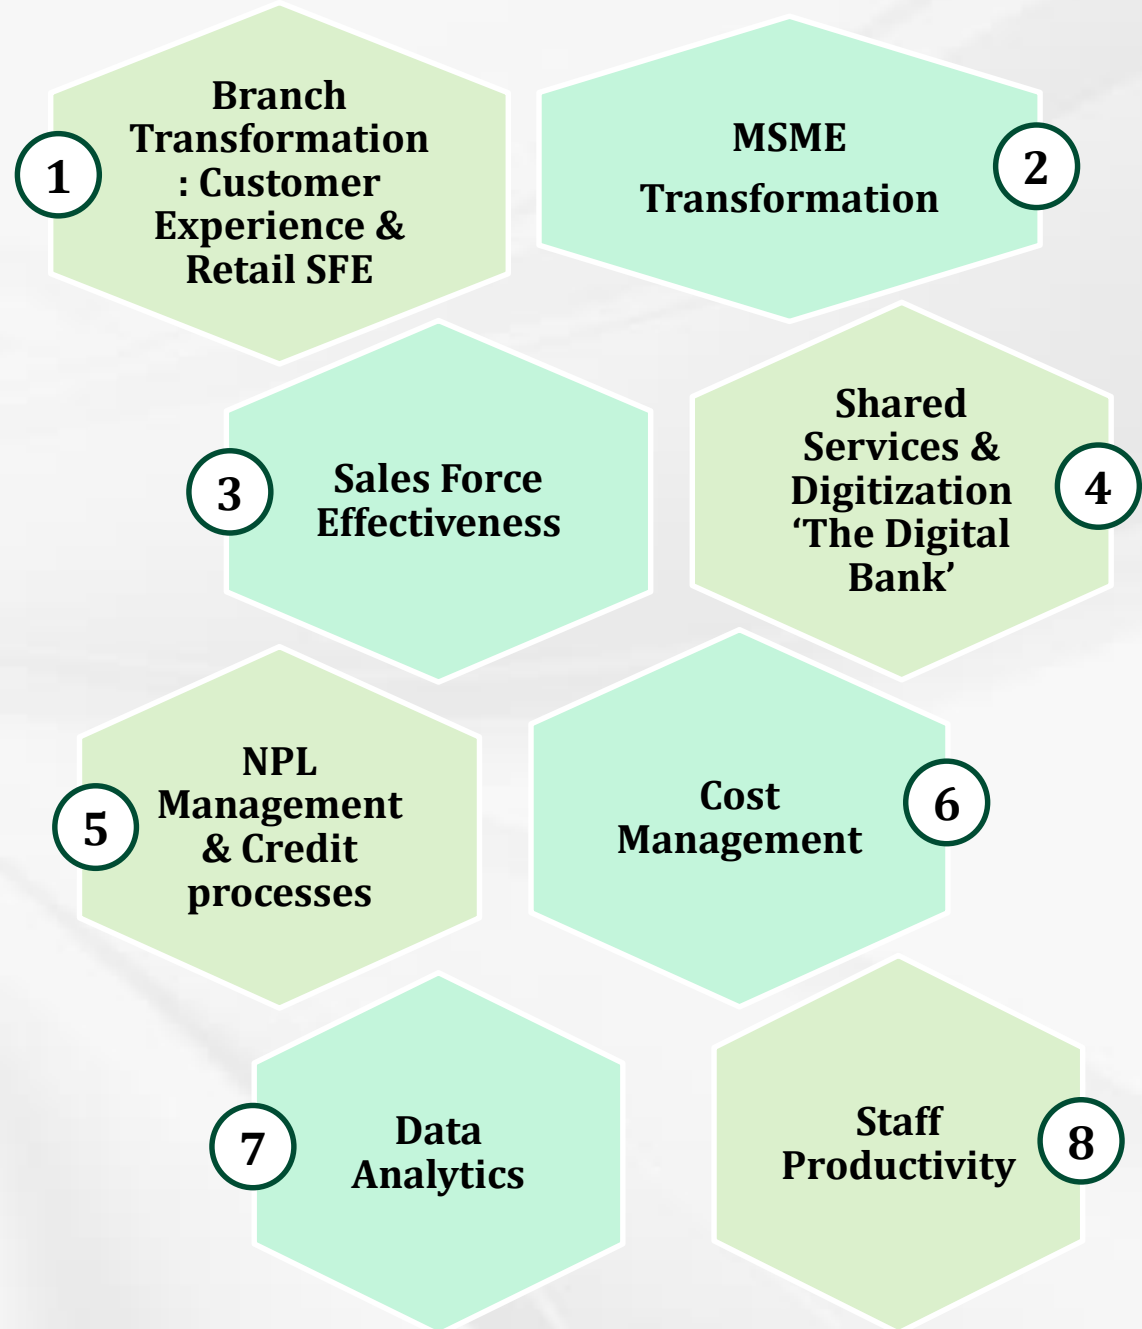 1
Branch
Transformation
: Customer
Experience &
Retail SFE
MSME
Transformation
2
3
Sales Force
Effectiveness
Shared
Services &
Digitization
‘The Digital
Bank’
4
5
NPL
Management
& Credit
processes
Cost
Management
6
7
Data
Analytics
Staff
Productivity
8